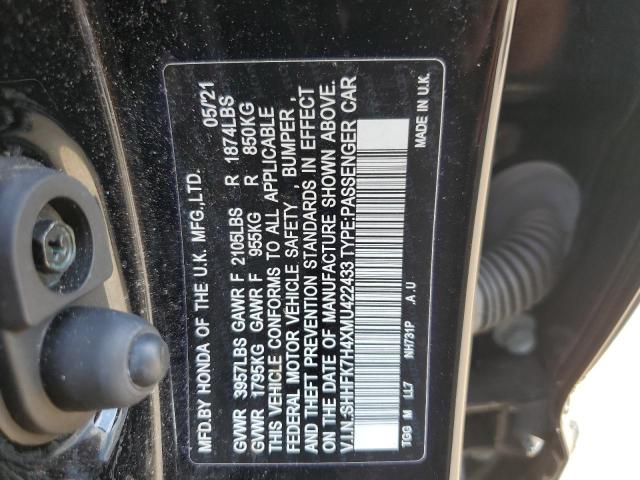 MFD.BY HONDA OF THE U.K. MFG.,LTD. 05/'21
GVWR 3957LBS GAWR F 2105LBS R 1874LBS
GVWR 1795KG GAWR F 955KG R 850KG
THIS VEHICLE CONFORMS TO ALL APPLICABLE
FEDERAL MOTOR VEHICLE SAFETY , BUMPER ,
AND THEFT PREVENTION STANDARDS IN EFFECT
ON THE DATE OF MANUFACTURE SHOWN ABOVE.
V.I.N.:SHHFK7H4XMU422433 TYPE:PASSENGER CAR
TGG M LL7 NH731P .A .U MADE IN U.K.